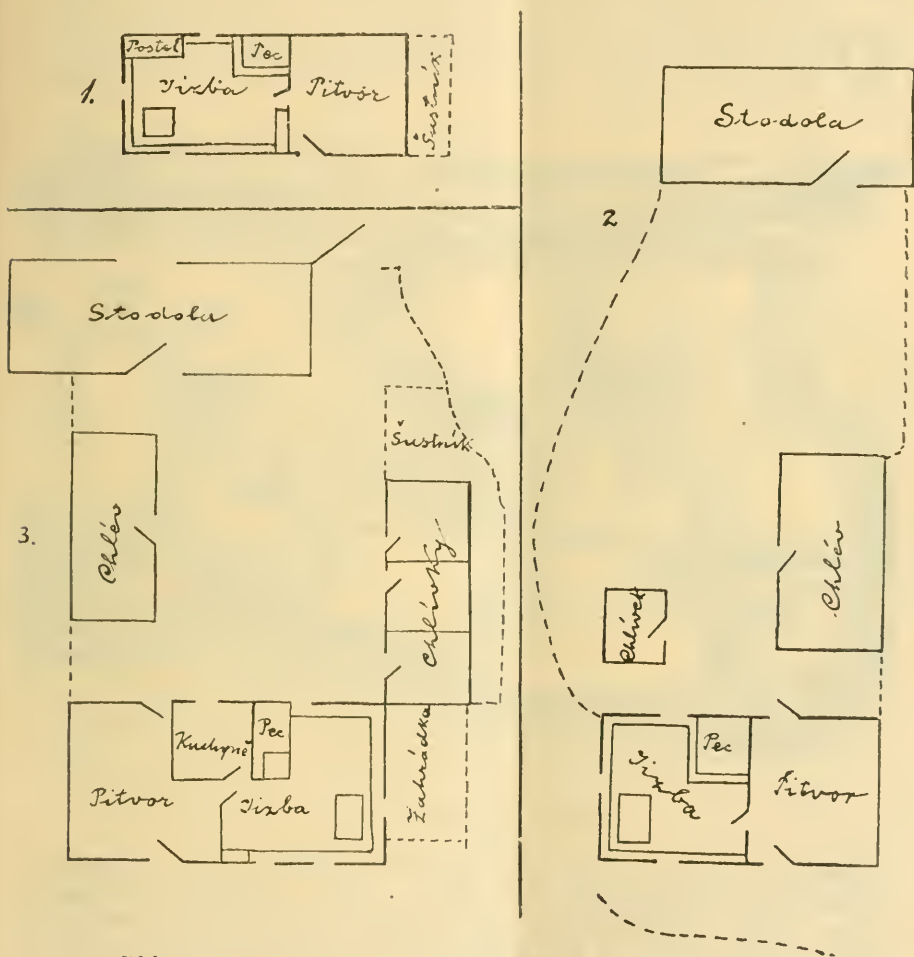 1.
Postel
Pec
Jizba
Pitvor
Šustník
2
Stodola
Chlév
Chlívek
Pec
Jizba
Pitvor
3.
Stodola
Šustník
Chlév
Chlévky
Kuchyně
Pec
Pitvor
Jizba
Zahrádka